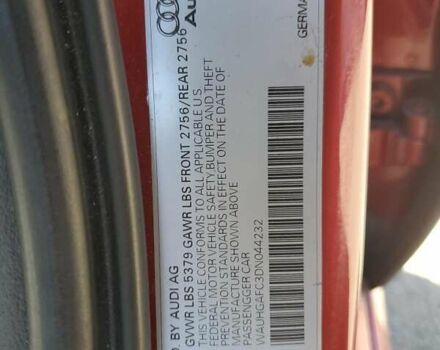 Au
GERMA
D. BY AUDI AG
GVWR LBS 5379 GAWR LBS FRONT 2756/REAR 2756
THIS VEHICLE CONFORMS TO ALL APPLICABLE U.S.
FEDERAL MOTOR VEHICLE SAFETY, BUMPER AND THEFT
PREVENTION STANDARDS IN EFFECT ON THE DATE OF
MANUFACTURE SHOWN ABOVE
PASSENGGER CAR
WAUHGAFC3DN044232